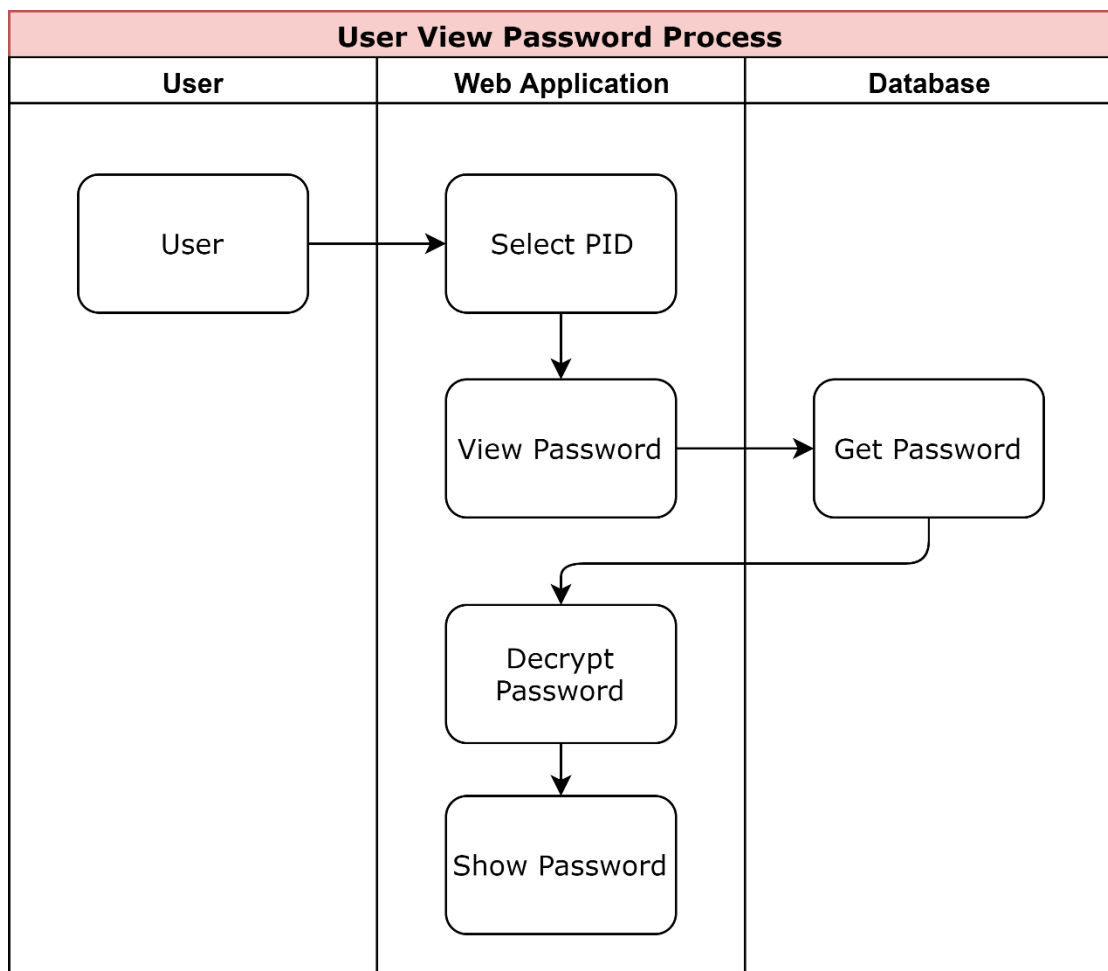 User View Password Process
User
Web Application
Database
User
Select PID
View Password
Get Password
Decrypt
Password
Show Password